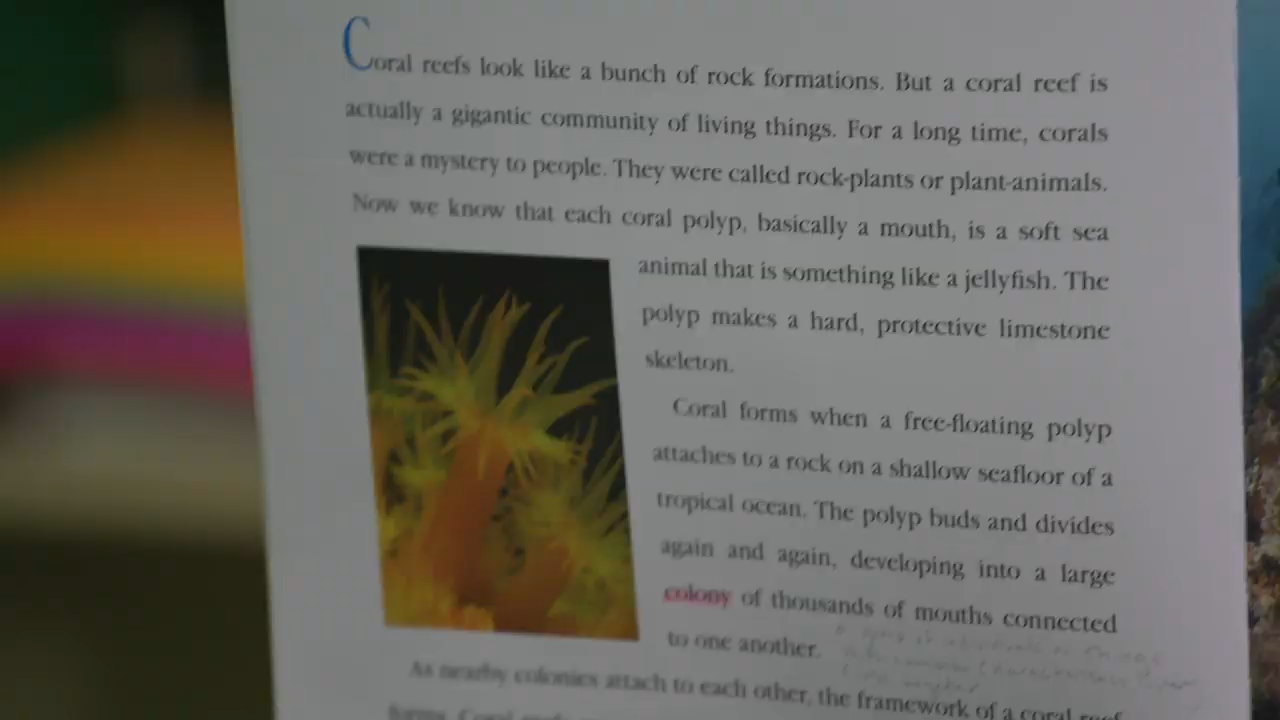 Coral reefs look like a bunch of rock formations. But a coral reef is
actually a gigantic community of living things. For a long time, corals
were a mystery to people. They were called rock-plants or plant-animals.
Now we know that each coral polyp, basically a mouth, is a soft sea
animal that is something like a jellyfish. The
polyp makes a hard, protective limestone
skeleton.
Coral forms when a free-floating polyp
attaches to a rock on a shallow seafloor of a
tropical ocean. The polyp buds and divides
again and again, developing into a large
colony of thousands of mouths connected
to one another.
As nearby colonies attach to each other, the framework of a coral reef
forms. Coral